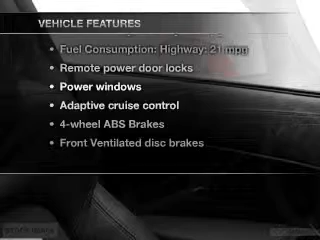 VEHICLE FEATURES
• Fuel Consumption: Highway: 21 mpg
• Remote power door locks
• Power windows
• Adaptive cruise control
• 4-wheel ABS Brakes
• Front Ventilated disc brakes